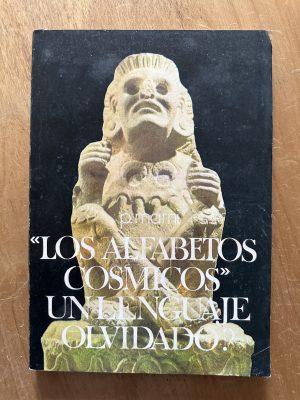 «LOS ALFABETOS
COSMICOS»
UN LENGUAJE
OLVIDADO?